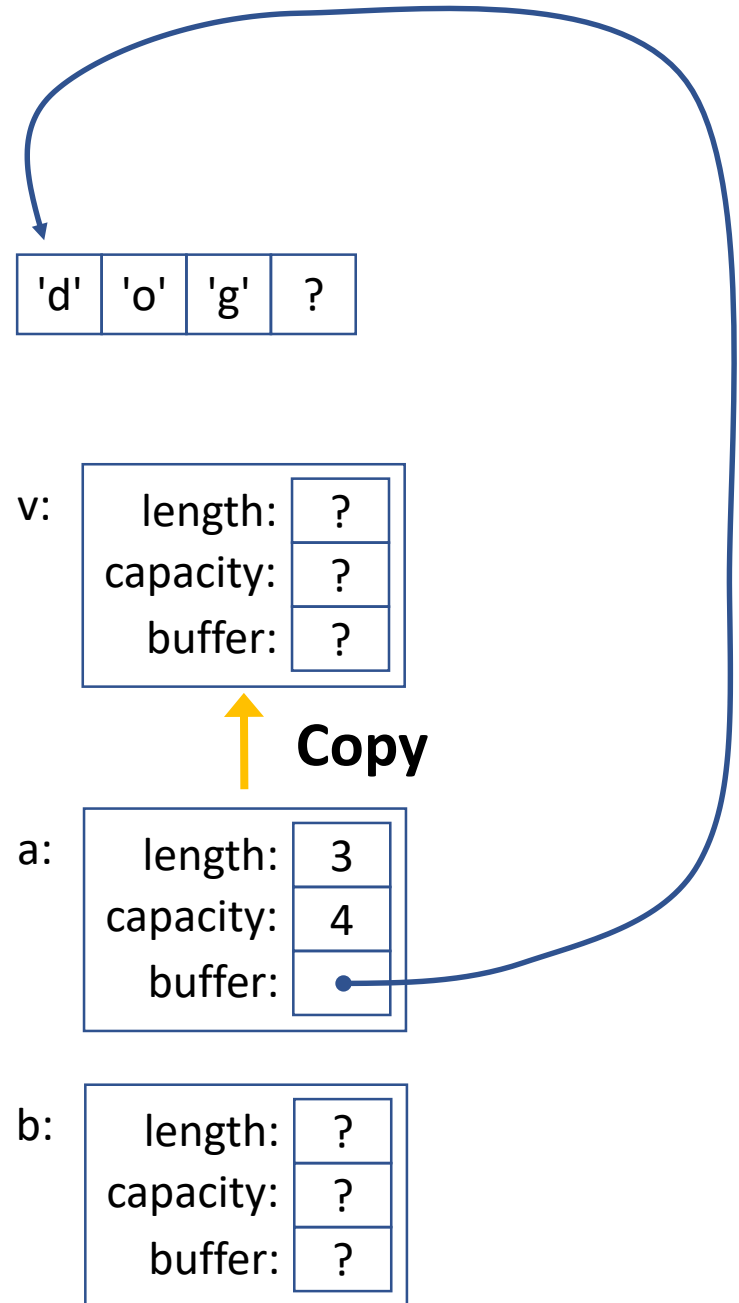 'd' 'o' 'g' ?
v:
length: ?
capacity: ?
buffer: ?
Copy
a:
length: 3
capacity: 4
buffer:
b:
length: ?
capacity: ?
buffer: ?